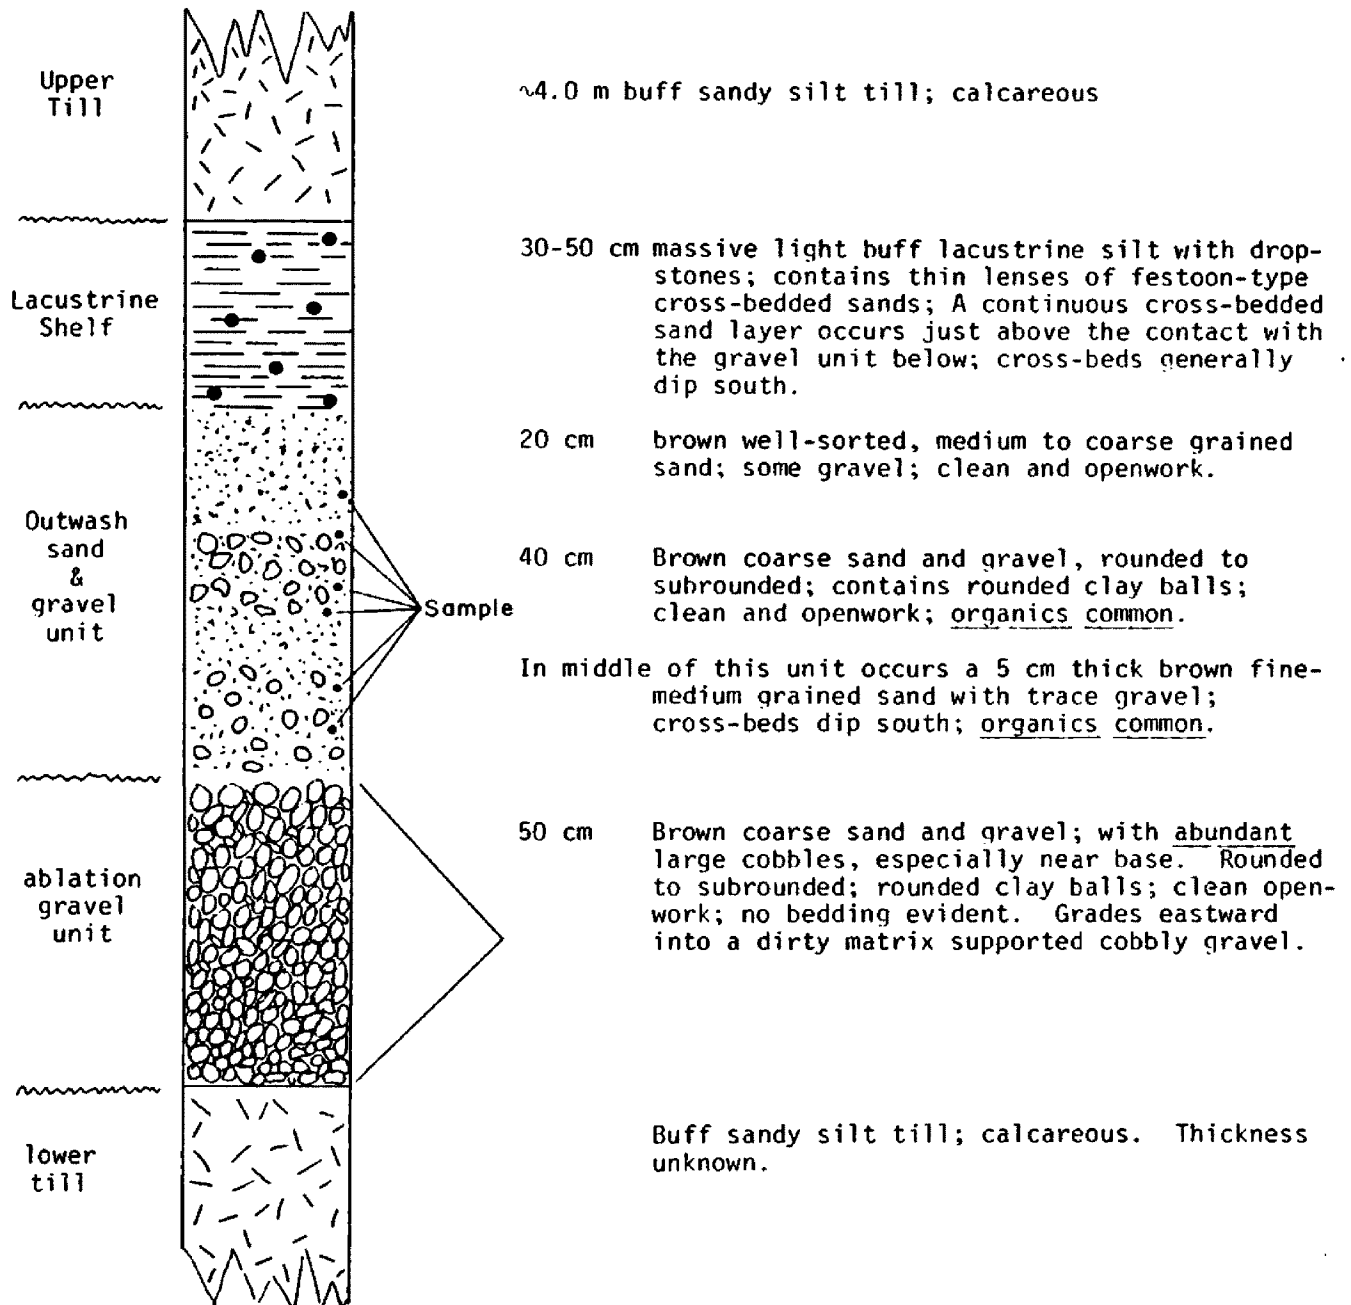 Upper
Till
~4.0 m buff sandy silt till; calcareous
Lacustrine
Shelf
30-50 cm massive light buff lacustrine silt with drop-
stones; contains thin lenses of festoon-type
cross-bedded sands; A continuous cross-bedded
sand layer occurs just above the contact with
the gravel unit below; cross-beds generally
dip south.
Outwash
sand
&
gravel
unit
20 cm brown well-sorted, medium to coarse grained
sand; some gravel; clean and openwork.
40 cm Brown coarse sand and gravel, rounded to
subrounded; contains rounded clay balls;
clean and openwork; organics common.
Sample
In middle of this unit occurs a 5 cm thick brown fine-
medium grained sand with trace gravel;
cross-beds dip south; organics common.
ablation
gravel
unit
50 cm Brown coarse sand and gravel; with abundant
large cobbles, especially near base. Rounded
to subrounded; rounded clay balls; clean open-
work; no bedding evident. Grades eastward
into a dirty matrix supported cobbly gravel.
lower
till
Buff sandy silt till; calcareous. Thickness
unknown.